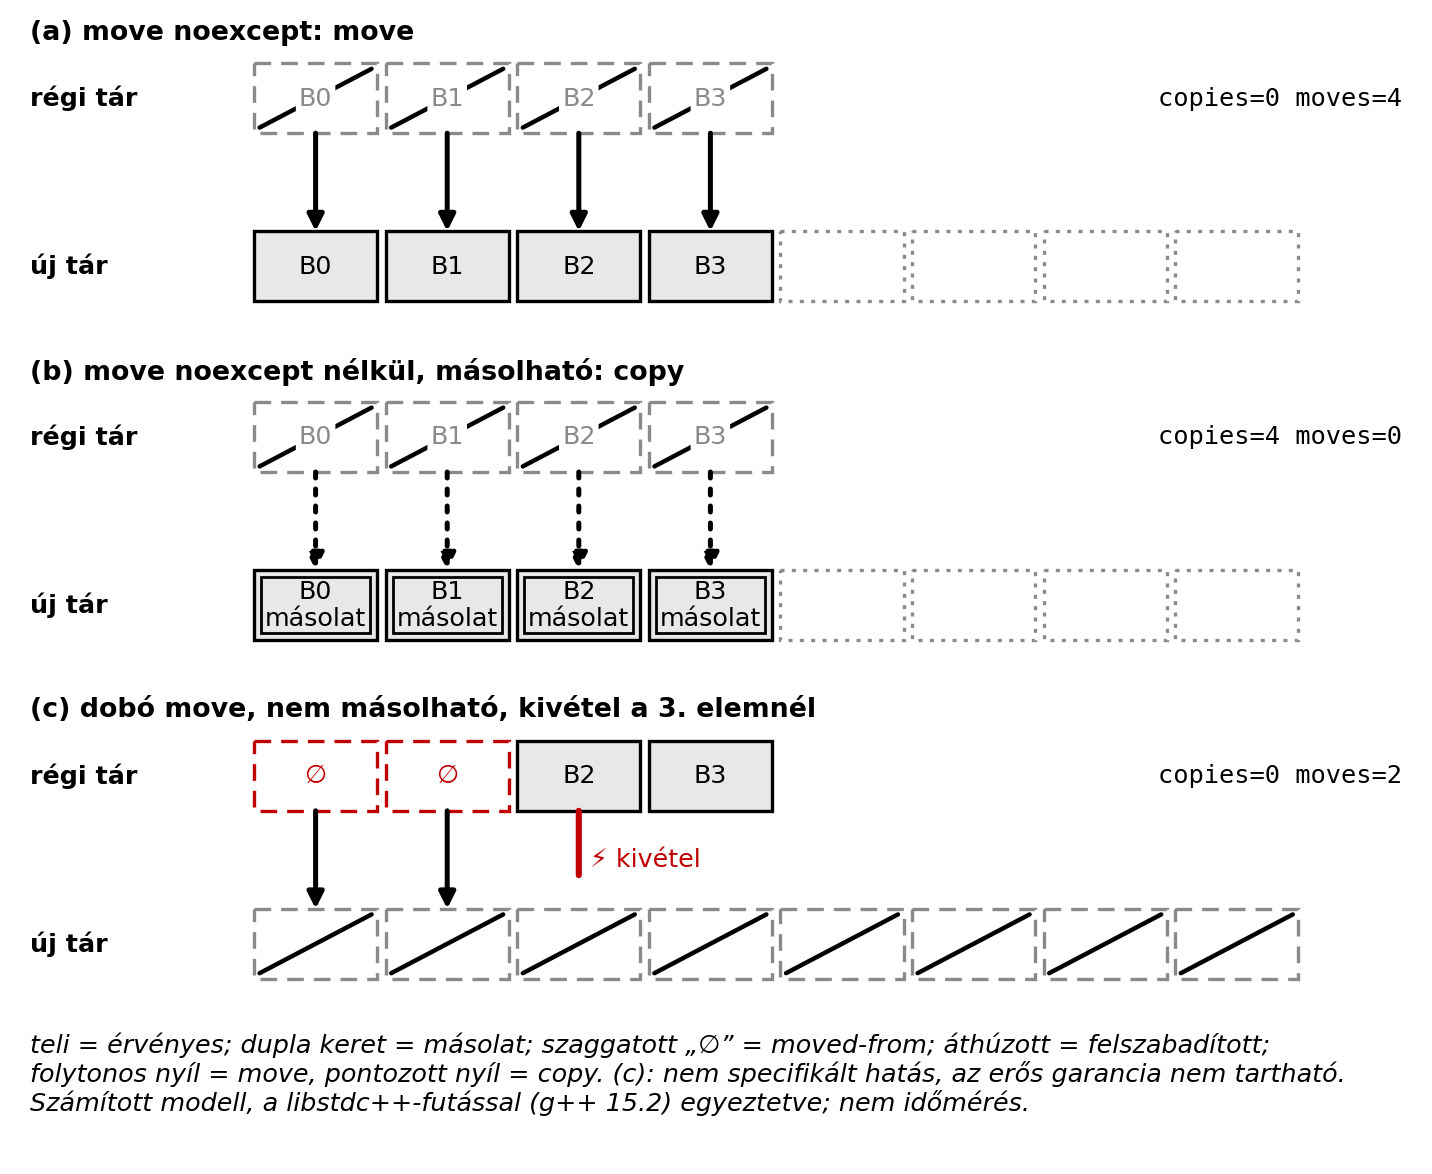 (a) move noexcept: move
régi tár B0 B1 B2 B3 copies=0 moves=4
új tár B0 B1 B2 B3
(b) move noexcept nélkül, másolható: copy
régi tár B0 B1 B2 B3 copies=4 moves=0
B0 B1 B2 B3
új tár
másolat másolat másolat másolat
(c) dobó move, nem másolható, kivétel a 3. elemnél
régi tár ∅ ∅ B2 B3 copies=0 moves=2
⚡ kivétel
új tár
teli = érvényes; dupla keret = másolat; szaggatott „∅” = moved-from; áthúzott = felszabadított;
folytonos nyíl = move, pontozott nyíl = copy. (c): nem specifikált hatás, az erős garancia nem tartható.
Számított modell, a libstdc++-futással (g++ 15.2) egyeztetve; nem időmérés.